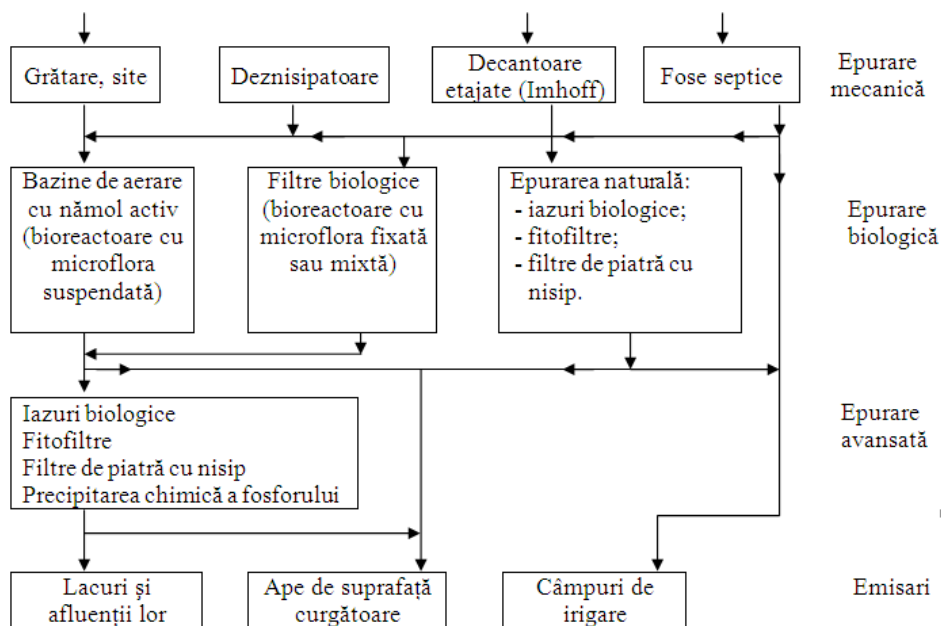 Grătare, site
Deznisipatoare
Decantoare
etajate (Imhoff)
Fose septice
Epurare
mecanică
Bazine de aerare
cu nămol activ
(bioreactoare cu
microflora
suspendată)
Filtre biologice
(bioreactoare cu
microflora fixată
sau mixtă)
Epurarea naturală:
- iazuri biologice;
- fitofiltre;
- filtre de piatră cu
nisip.
Epurare
biologică
Iazuri biologice
Fitofiltre
Filtre de piatră cu nisip
Precipitarea chimică a fosforului
Epurare
avansată
Lacuri și
afluenții lor
Ape de suprafață
curgătoare
Câmpuri de
irigare
Emisari